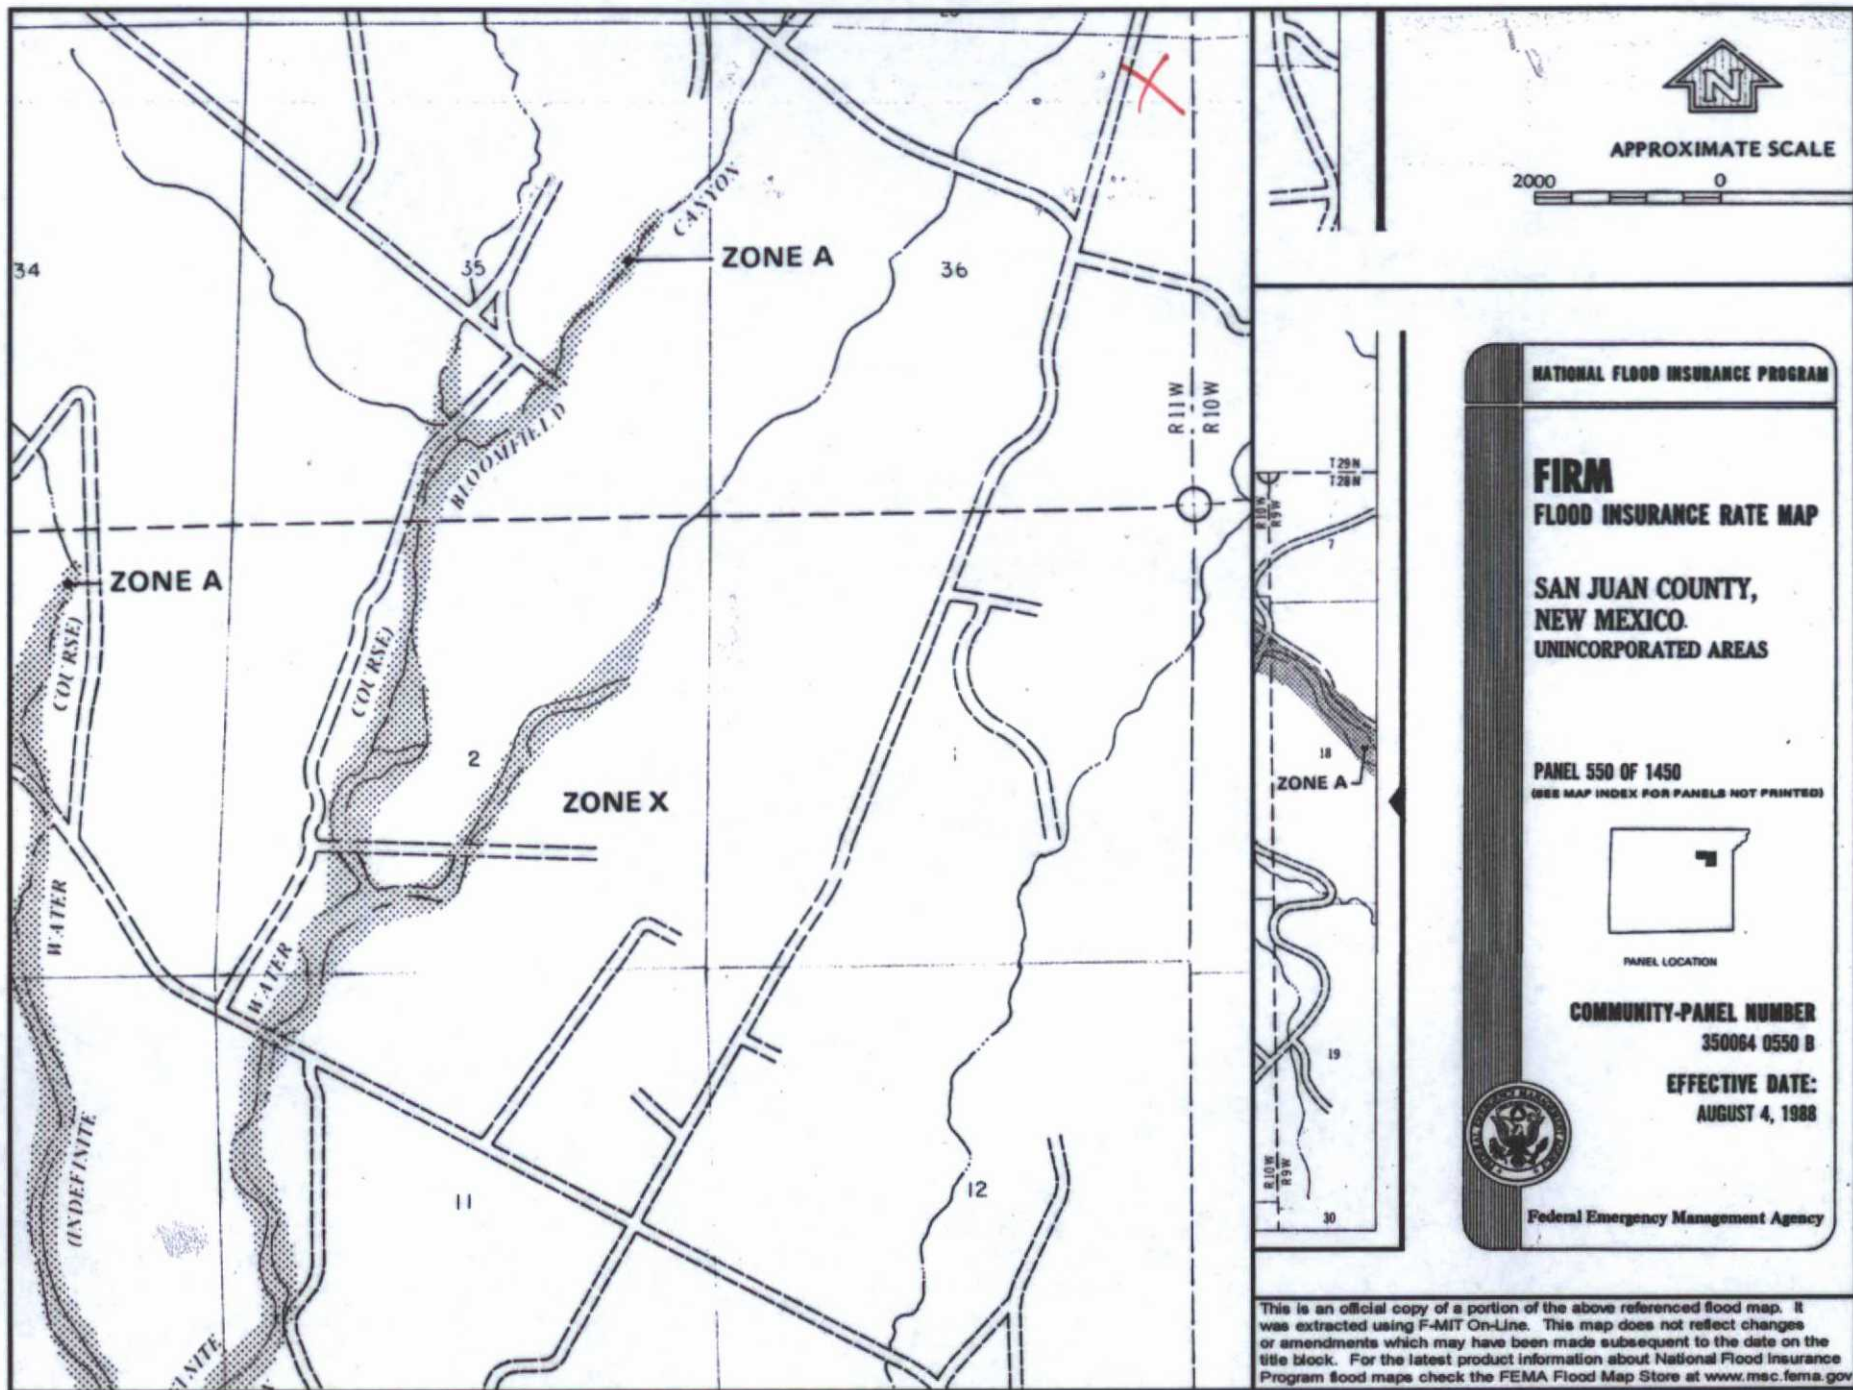 34
35
CANYON
ZONE A
36
BLOOMFIELD
R11W
R10W
ZONE A
COURSE)
COURSE)
2
ZONE X
WATER
WATER
(INDEFINITE
11
12
N
APPROXIMATE SCALE
2000 0
T29N
T28N
R10W
R9W
7
18
ZONE A
19
R10W
R9W
30
NATIONAL FLOOD INSURANCE PROGRAM
FIRM
FLOOD INSURANCE RATE MAP
SAN JUAN COUNTY,
NEW MEXICO
UNINCORPORATED AREAS
PANEL 550 OF 1450
(SEE MAP INDEX FOR PANELS NOT PRINTED)
PANEL LOCATION
COMMUNITY-PANEL NUMBER
350064 0550 B
EFFECTIVE DATE:
AUGUST 4, 1988
Federal Emergency Management Agency
This is an official copy of a portion of the above referenced flood map. It
was extracted using F-MIT On-Line. This map does not reflect changes
or amendments which may have been made subsequent to the date on the
title block. For the latest product information about National Flood Insurance
Program flood maps check the FEMA Flood Map Store at www.msc.fema.gov